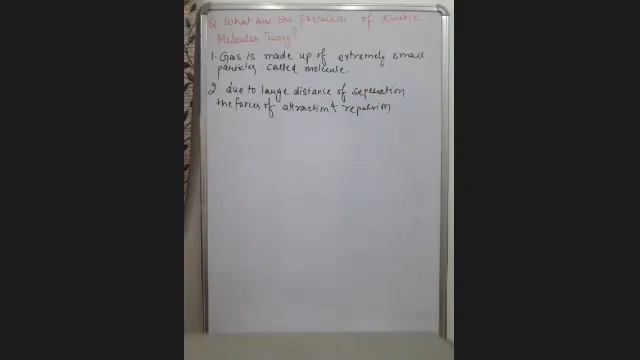 Q What are the Postulates of Kinetic
Molecular Theory?
1. Gas is made up of extremely small
particles called molecule.
2. due to large distance of seperation
the forces of attraction & repulsion